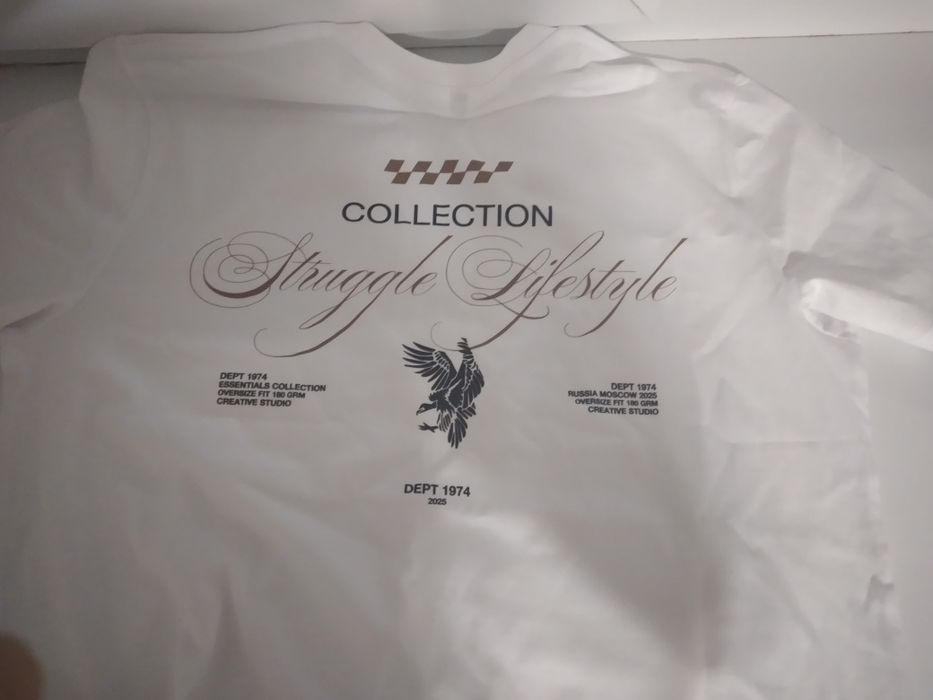 COLLECTION
Struggle Lifestyle
DEPT 1974
ESSENTIALS COLLECTION
OVERSIZE FIT 180 GRM
CREATIVE STUDIO
DEPT 1974
RUSSIA MOSCOW 2025
OVERSIZE FIT 180 GRM
CREATIVE STUDIO
DEPT 1974
2025